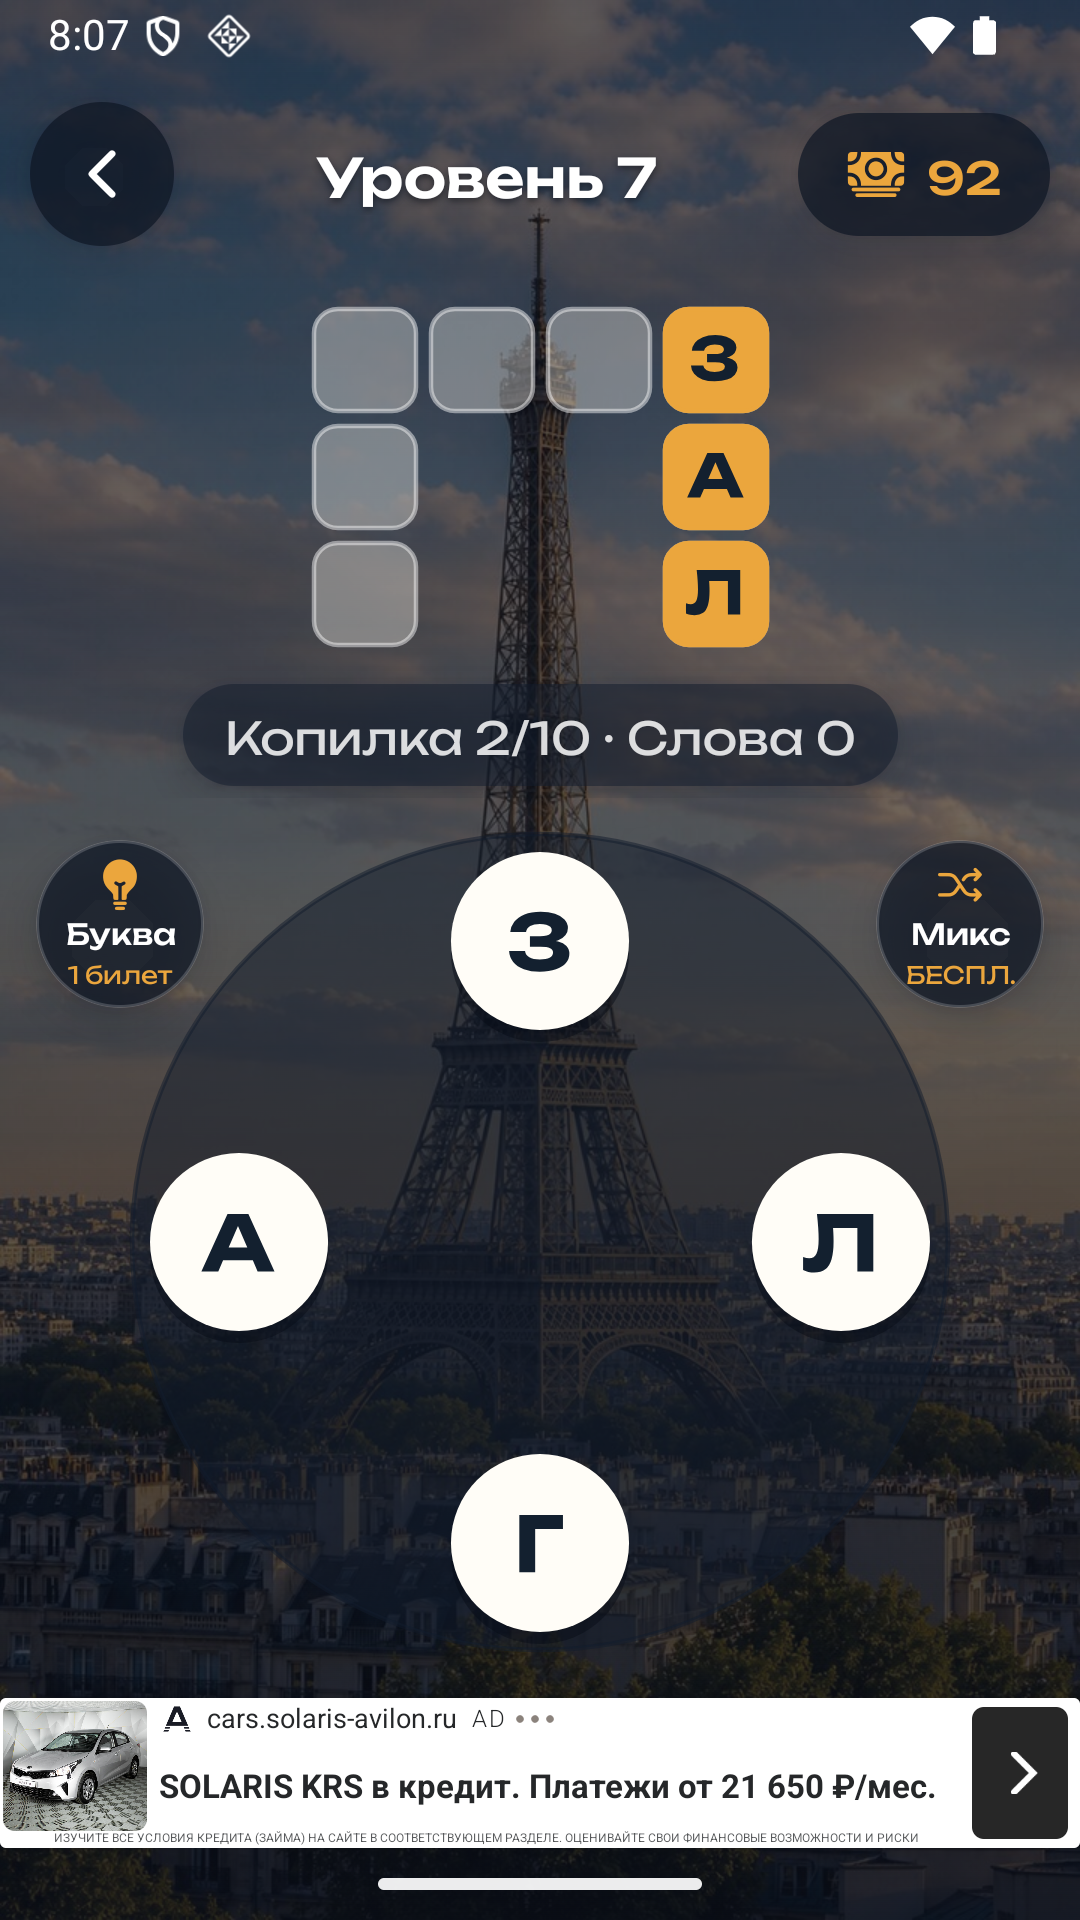 8:07
Уровень 7
92
З
А
Л
Копилка 2/10 · Слова 0
Буква
1 билет
Микс
БЕСПЛ.
З
А
Л
Г
cars.solaris-avilon.ru AD
SOLARIS KRS в кредит. Платежи от 21 650 ₽/мес.
ИЗУЧИТЕ ВСЕ УСЛОВИЯ КРЕДИТА (ЗАЙМА) НА САЙТЕ В СООТВЕТСТВУЮЩЕМ РАЗДЕЛЕ. ОЦЕНИВАЙТЕ СВОИ ФИНАНСОВЫЕ ВОЗМОЖНОСТИ И РИСКИ